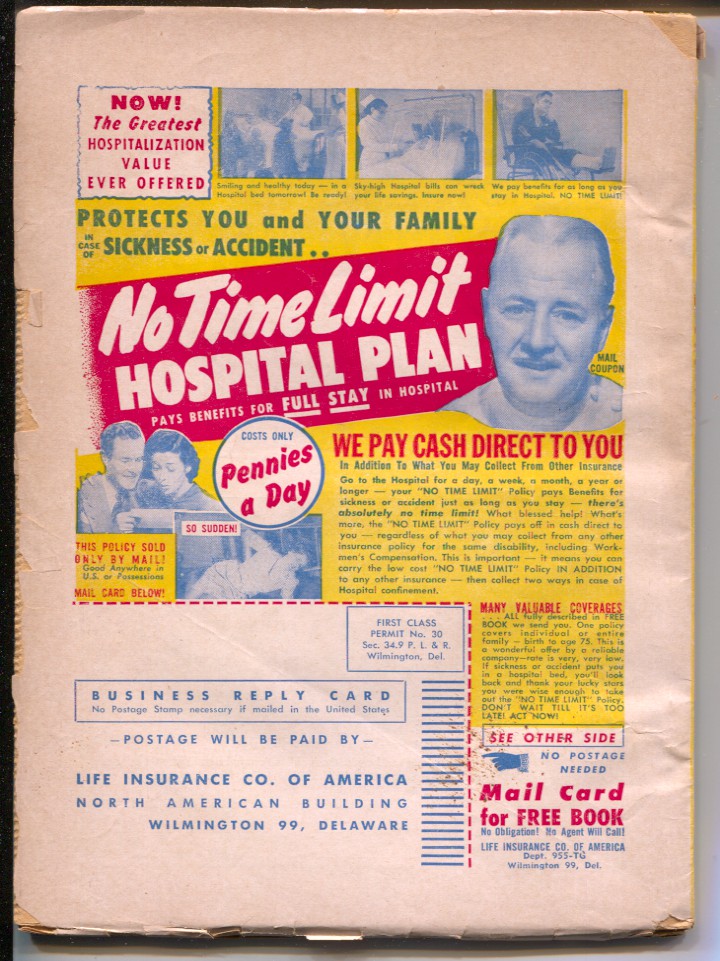 NOW!
The Greatest
HOSPITALIZATION
VALUE
EVER OFFERED
Smiling and healthy today — in a
Hospital bed tomorrow! Be ready!
Sky-high Hospital bills can wreck
your life savings. Insure now!
We pay benefits for as long as you
stay in Hospital. NO TIME LIMIT!
PROTECTS YOU and YOUR FAMILY
IN CASE OF SICKNESS or ACCIDENT..
No Time Limit
HOSPITAL PLAN
PAYS BENEFITS FOR FULL STAY IN HOSPITAL
MAIL
COUPON
COSTS ONLY
Pennies
a Day
SO SUDDEN!
THIS POLICY SOLD
ONLY BY MAIL!
Good Anywhere in
U.S. or Possessions
MAIL CARD BELOW!
WE PAY CASH DIRECT TO YOU
In Addition To What You May Collect From Other Insurance
Go to the Hospital for a day, a week, a month, a year or
longer — your "NO TIME LIMIT" Policy pays Benefits for
sickness or accident just as long as you stay — there's
absolutely no time limit! What blessed help! What's
more, the "NO TIME LIMIT" Policy pays off in cash direct to
you — regardless of what you may collect from any other
insurance policy for the same disability, including Work-
men's Compensation. This is important — it means you can
carry the low cost "NO TIME LIMIT" Policy IN ADDITION
to any other insurance — then collect two ways in case of
Hospital confinement.
MANY VALUABLE COVERAGES
. . . ALL fully described in FREE
BOOK we send you. One policy
covers individual or entire
family — birth to age 75. This is
a wonderful offer by a reliable
company—rate is very, very low.
If sickness or accident puts you
in a hospital bed, you'll look
back and thank your lucky stars
you were wise enough to take
out the "NO TIME LIMIT" Policy.
DON'T WAIT TILL IT'S TOO
LATE! ACT NOW!
SEE OTHER SIDE
NO POSTAGE
NEEDED
Mail Card
for FREE BOOK
No Obligation! No Agent Will Call!
LIFE INSURANCE CO. OF AMERICA
Dept. 955-TG
Wilmington 99, Del.
FIRST CLASS
PERMIT No. 30
Sec. 34.9 P. L. & R.
Wilmington, Del.
BUSINESS REPLY CARD
No Postage Stamp necessary if mailed in the United States
—POSTAGE WILL BE PAID BY—
LIFE INSURANCE CO. OF AMERICA
NORTH AMERICAN BUILDING
WILMINGTON 99, DELAWARE